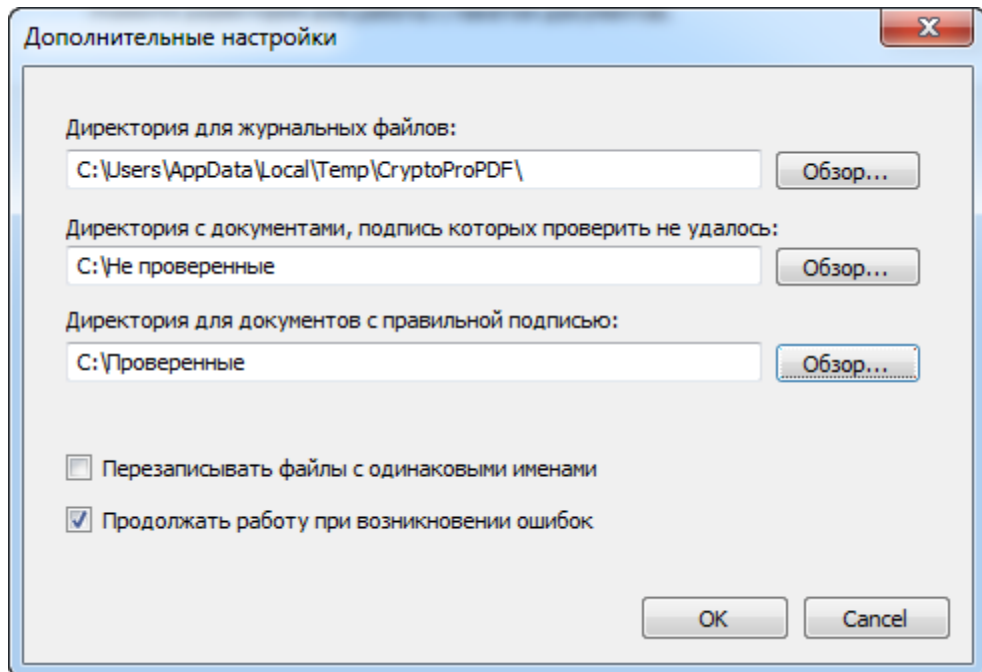 Дополнительные настройки
Директория для журнальных файлов:
C:\Users\AppData\Local\Temp\CryptoProPDF\
Обзор...
Директория с документами, подпись которых проверить не удалось:
C:\Не проверенные
Обзор...
Директория для документов с правильной подписью:
C:\Проверенные
Обзор...
Перезаписывать файлы с одинаковыми именами
Продолжать работу при возникновении ошибок
OK
Cancel